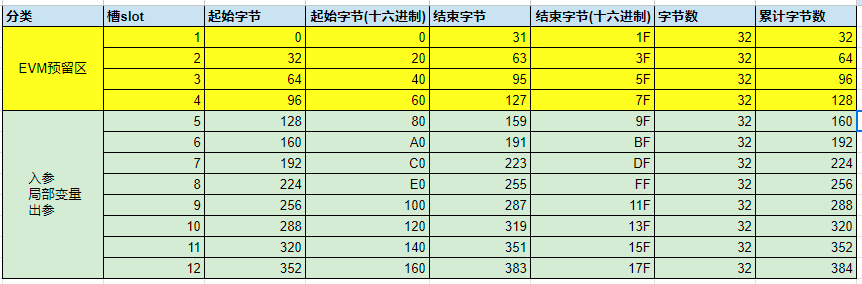 分类 槽slot 起始字节 起始字节(十六进制) 结束字节 结束字节(十六进制) 字节数 累计字节数
EVM预留区
1 0 0 31 1F 32 32
2 32 20 63 3F 32 64
3 64 40 95 5F 32 96
4 96 60 127 7F 32 128
入参
局部变量
出参
5 128 80 159 9F 32 160
6 160 A0 191 BF 32 192
7 192 C0 223 DF 32 224
8 224 E0 255 FF 32 256
9 256 100 287 11F 32 288
10 288 120 319 13F 32 320
11 320 140 351 15F 32 352
12 352 160 383 17F 32 384